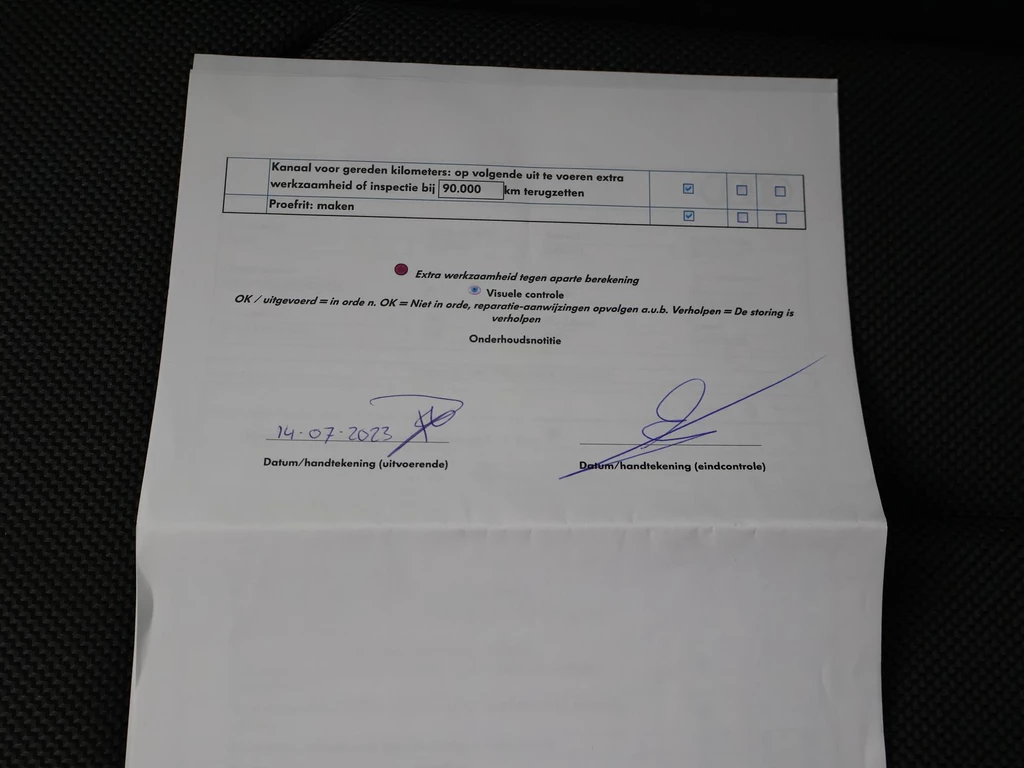 Kanaal voor gereden kilometers: op volgende uit te voeren extra
werkzaamheid of inspectie bij 90.000 km terugzetten
Proefrit: maken
Extra werkzaamheid tegen aparte berekening
Visuele controle
OK / uitgevoerd = in orde n. OK = Niet in orde, reparatie-aanwijzingen opvolgen a.u.b. Verholpen = De storing is
verholpen
Onderhoudsnotitie
14-07-2023
Datum/handtekening (uitvoerende)
Datum/handtekening (eindcontrole)